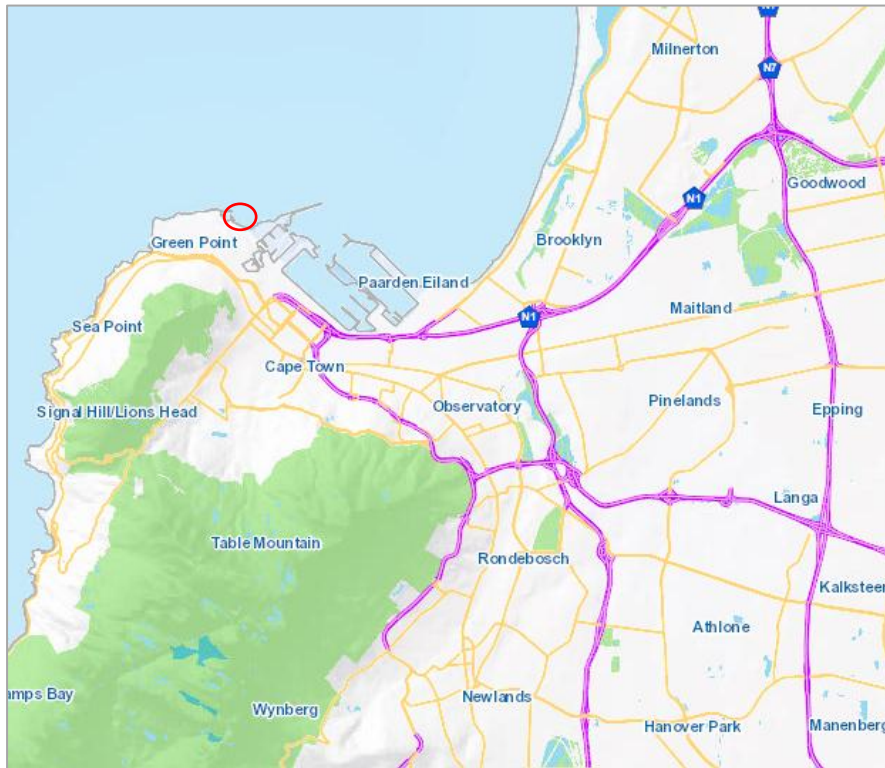 Milnerton
N7
Goodwood
N1
Green Point
Brooklyn
Paarden Eiland
Maitland
N1
Sea Point
Cape Town
Signal Hill/Lions Head
Observatory
Pinelands
Epping
Langa
Table Mountain
Rondebosch
Kalksteen
Athlone
amps Bay
Wynberg
Newlands
Hanover Park
Manenberg